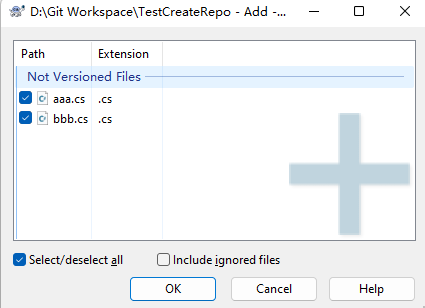 D:\Git Workspace\TestCreateRepo - Add -...
Path Extension
Not Versioned Files
aaa.cs .cs
bbb.cs .cs
Select/deselect all Include ignored files
OK Cancel Help